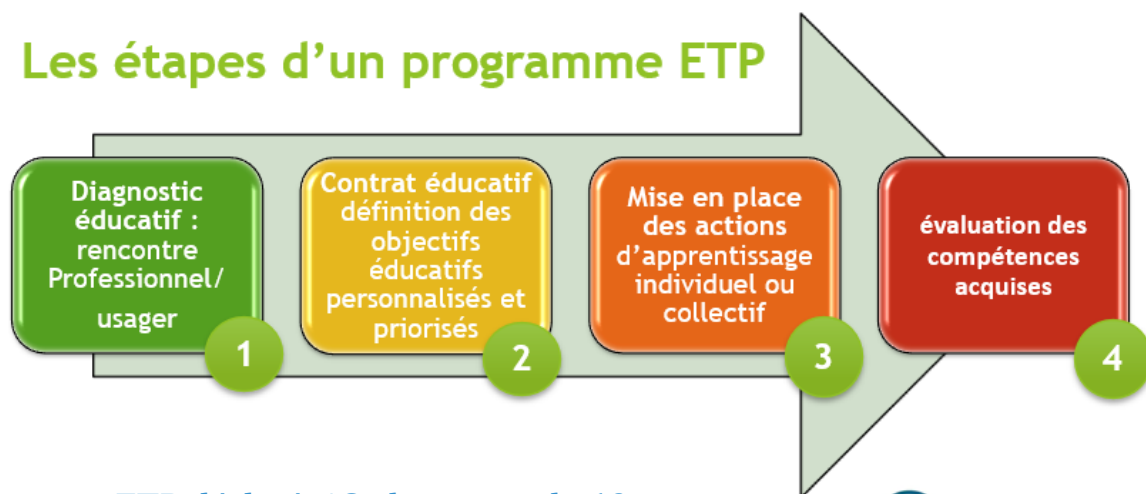 Les étapes d’un programme ETP
Diagnostic
éducatif :
rencontre
Professionnel/
usager
1
Contrat éducatif
définition des
objectifs
éducatifs
personnalisés et
priorisés
2
Mise en place
des actions
d’apprentissage
individuel ou
collectif
3
évaluation des
compétences
acquises
4